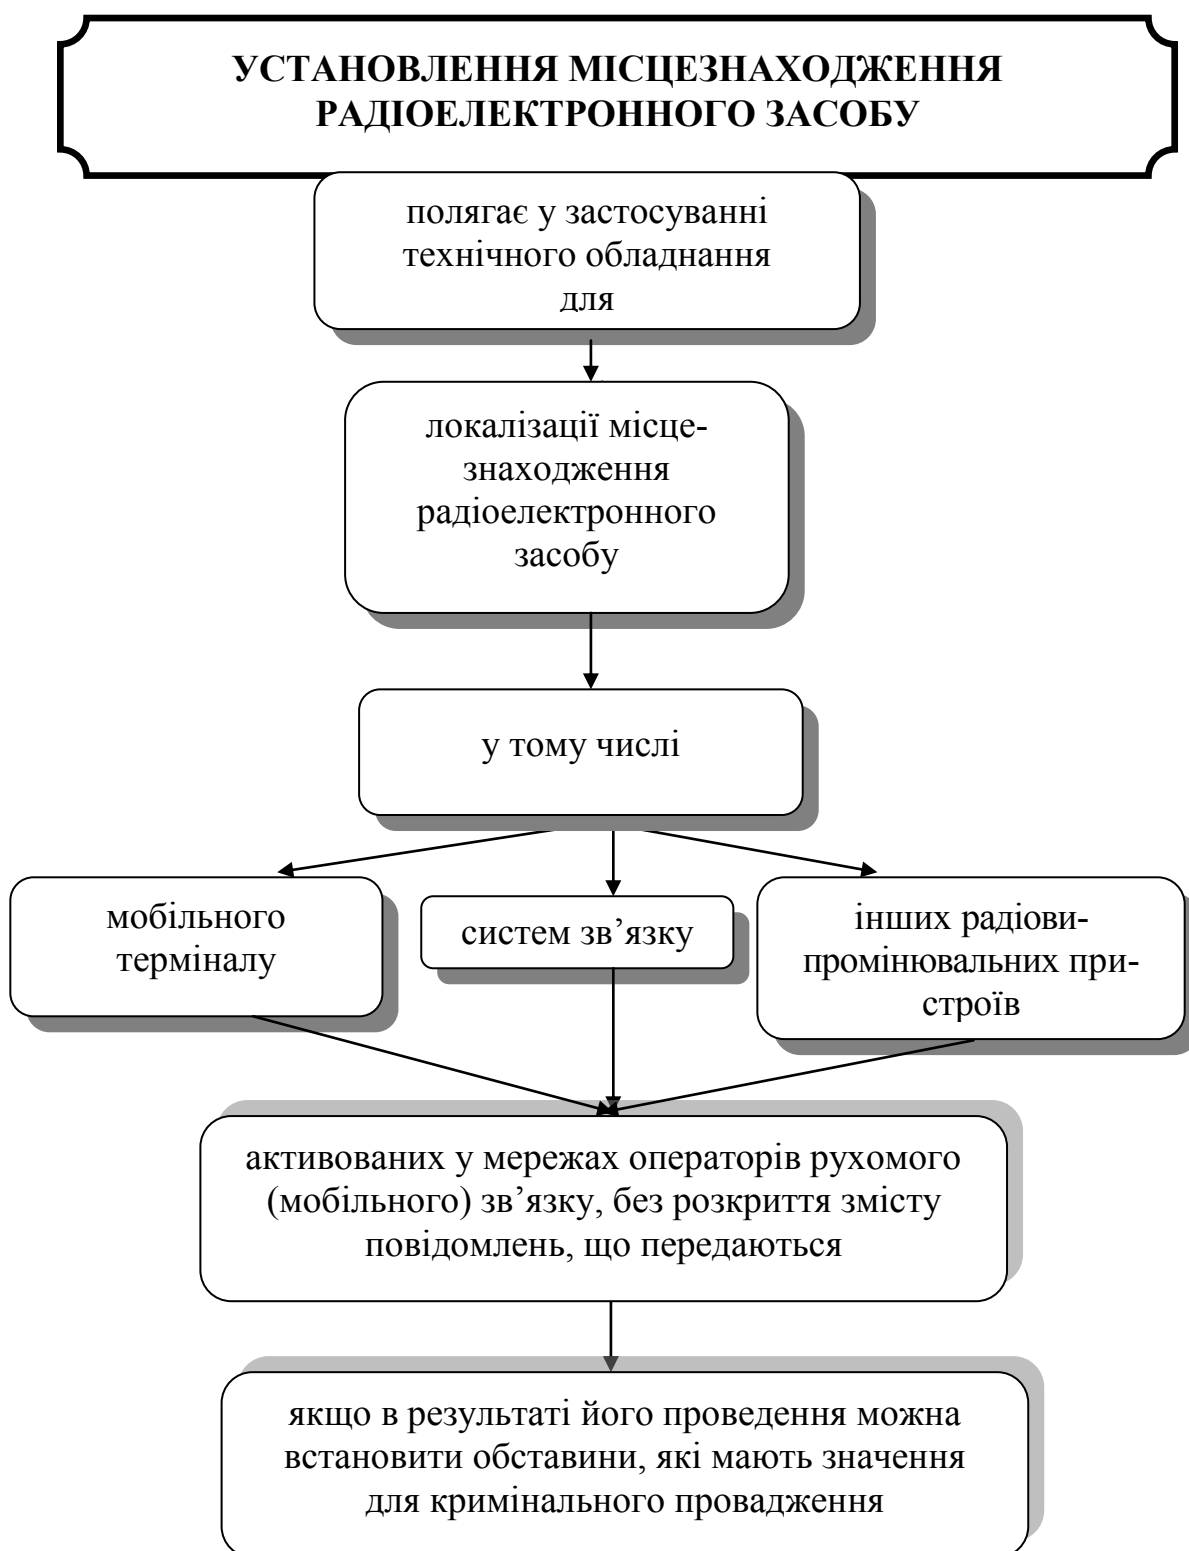 УСТАНОВЛЕННЯ МІСЦЕЗНАХОДЖЕННЯ
РАДІОЕЛЕКТРОННОГО ЗАСОБУ
полягає у застосуванні
технічного обладнання
для
локалізації місце-
знаходження
радіоелектронного
засобу
у тому числі
мобільного
терміналу
систем зв’язку
інших радіови-
промінювальних при-
строїв
активованих у мережах операторів рухомого
(мобільного) зв’язку, без розкриття змісту
повідомлень, що передаються
якщо в результаті його проведення можна
встановити обставини, які мають значення
для кримінального провадження